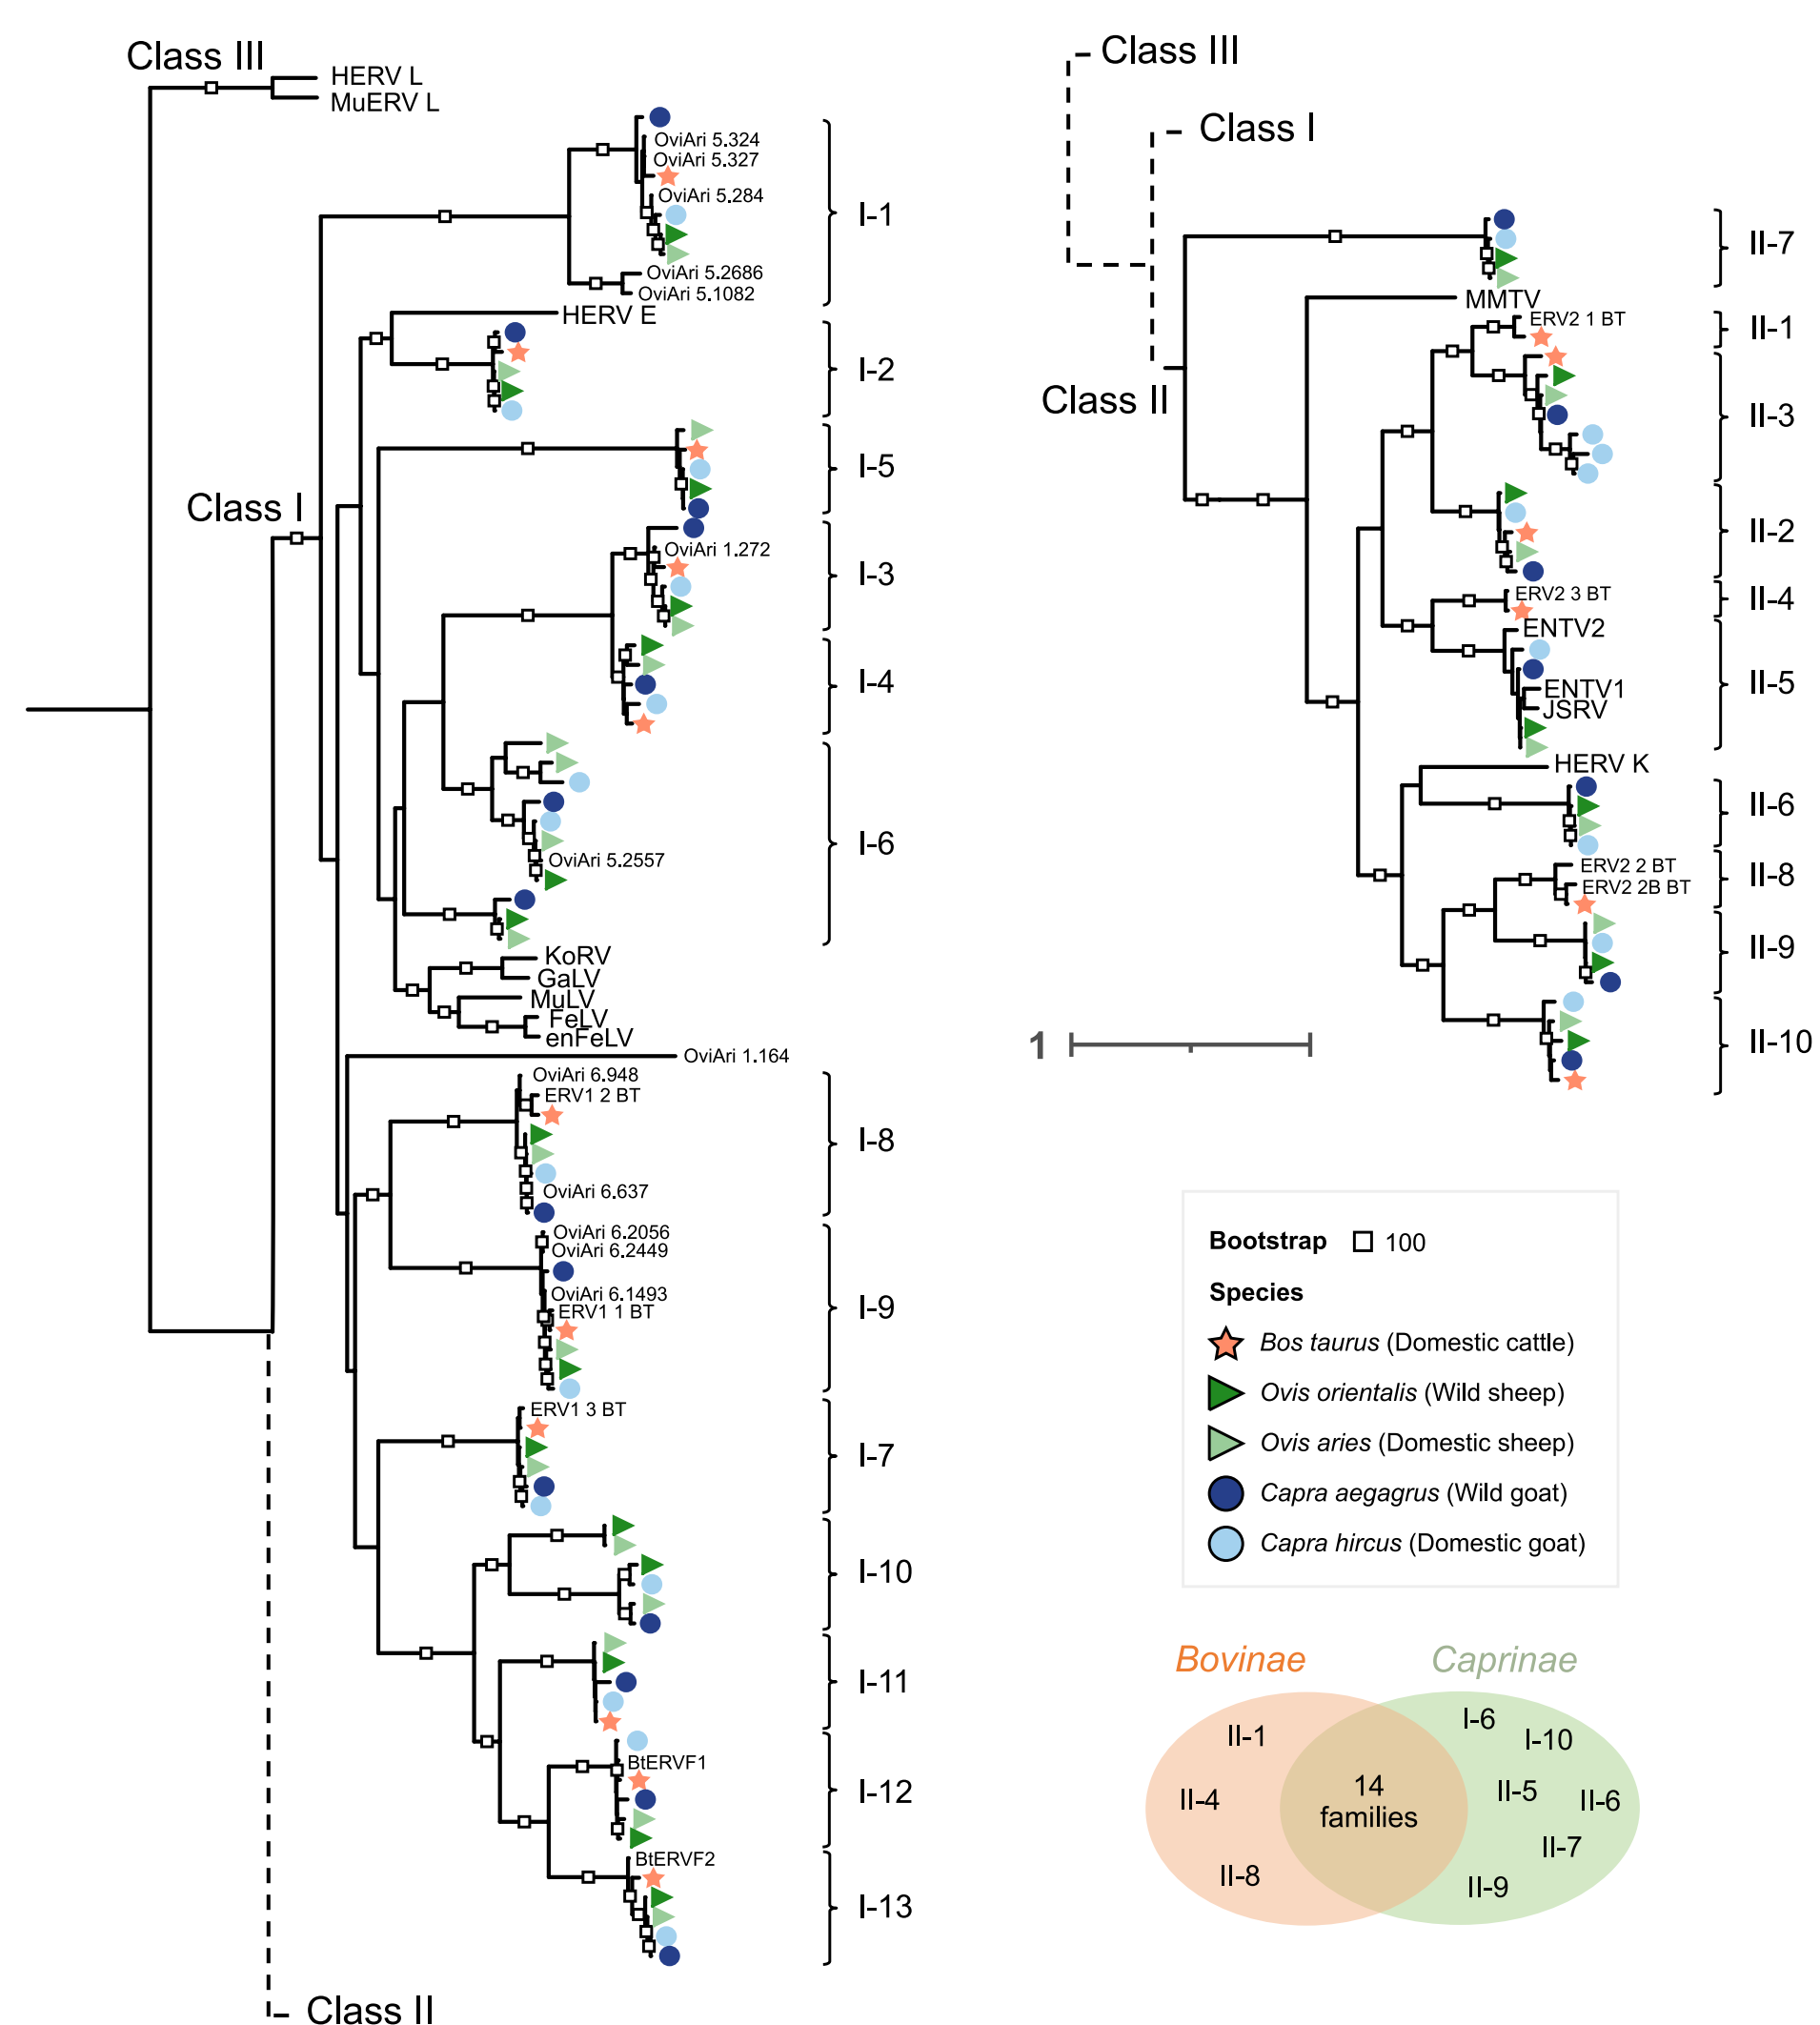 Class III
HERV L
MuERV L
OviAri 5.324
OviAri 5.327
OviAri 5.284
I-1
OviAri 5.2686
OviAri 5.1082
HERV E
I-2
I-5
Class I
OviAri 1.272
I-3
I-4
I-6
OviAri 5.2557
KoRV
GaLV
MuLV
FeLV
enFeLV
OviAri 1.164
OviAri 6.948
ERV1 2 BT
I-8
OviAri 6.637
OviAri 6.2056
OviAri 6.2449
OviAri 6.1493
I-9
ERV1 1 BT
ERV1 3 BT
I-7
I-10
I-11
BtERVF1
I-12
BtERVF2
I-13
Class II
Class III
Class I
II-7
MMTV
ERV2 1 BT
II-1
Class II
II-3
II-2
ERV2 3 BT
II-4
ENTV2
II-5
ENTV1
JSRV
HERV K
II-6
ERV2 2 BT
II-8
ERV2 2B BT
II-9
II-10
1
Bootstrap 100
Species
Bos taurus (Domestic cattle)
Ovis orientalis (Wild sheep)
Ovis aries (Domestic sheep)
Capra aegagrus (Wild goat)
Capra hircus (Domestic goat)
Bovinae
Caprinae
II-1
I-6
I-10
II-4
14
families
II-5
II-6
II-7
II-8
II-9